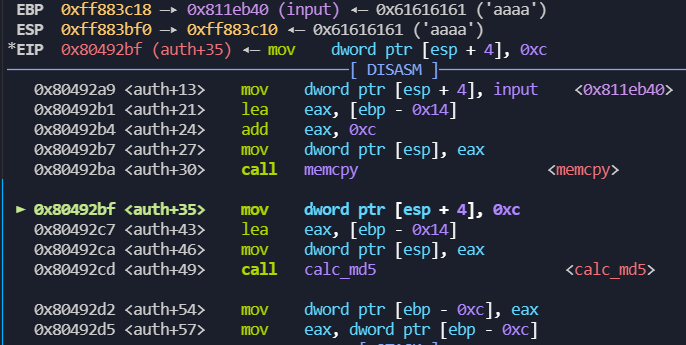 EBP 0xff883c18 —▸ 0x811eb40 (input) ◂— 0x61616161 ('aaaa')
ESP 0xff883bf0 —▸ 0xff883c10 ◂— 0x61616161 ('aaaa')
*EIP 0x80492bf (auth+35) ◂— mov dword ptr [esp + 4], 0xc
[ DISASM ]
0x80492a9 <auth+13> mov dword ptr [esp + 4], input <0x811eb40>
0x80492b1 <auth+21> lea eax, [ebp - 0x14]
0x80492b4 <auth+24> add eax, 0xc
0x80492b7 <auth+27> mov dword ptr [esp], eax
0x80492ba <auth+30> call memcpy <memcpy>
► 0x80492bf <auth+35> mov dword ptr [esp + 4], 0xc
0x80492c7 <auth+43> lea eax, [ebp - 0x14]
0x80492ca <auth+46> mov dword ptr [esp], eax
0x80492cd <auth+49> call calc_md5 <calc_md5>
0x80492d2 <auth+54> mov dword ptr [ebp - 0xc], eax
0x80492d5 <auth+57> mov eax, dword ptr [ebp - 0xc]